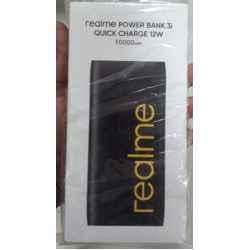 realme POWER BANK 3i
QUICK CHARGE 12W
10000mAh
realme